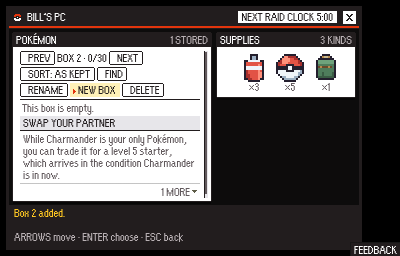 BILL'S PC
NEXT RAID CLOCK 5:00 X
POKÉMON 1 STORED
PREV BOX 2 · 0/30 NEXT
SORT: AS KEPT FIND
RENAME NEW BOX DELETE
This box is empty.
SWAP YOUR PARTNER
While Charmander is your only Pokémon,
you can trade it for a level 5 starter,
which arrives in the condition Charmander
is in now.
1 MORE
SUPPLIES 3 KINDS
×3 ×5 ×1
Box 2 added.
ARROWS move · ENTER choose · ESC back
FEEDBACK